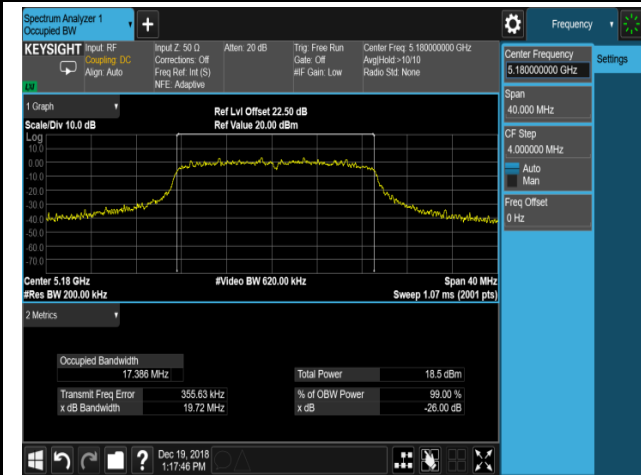 Spectrum Analyzer 1
Occupied BW
+
Frequency
KEYSIGHT
Input: RF
Coupling: DC
Align: Auto
Input Z: 50 Ω
Corrections: Off
Freq Ref: Int (S)
NFE: Adaptive
Atten: 20 dB
Trig: Free Run
Gate: Off
#IF Gain: Low
Center Freq: 5.180000000 GHz
Avg|Hold:>10/10
Radio Std: None
Center Frequency
5.180000000 GHz
Settings
Span
40.000 MHz
CF Step
4.000000 MHz
Auto
Man
Freq Offset
0 Hz
1 Graph
Ref Lvl Offset 22.50 dB
Scale/Div 10.0 dB
Ref Value 20.00 dBm
Log
10.0
0.00
-10.0
-20.0
-30.0
-40.0
-50.0
-60.0
-70.0
Center 5.18 GHz
#Video BW 620.00 kHz
Span 40 MHz
#Res BW 200.00 kHz
Sweep 1.07 ms (2001 pts)
2 Metrics
Occupied Bandwidth
17.386 MHz
Total Power 18.5 dBm
Transmit Freq Error 355.63 kHz
% of OBW Power 99.00 %
x dB Bandwidth 19.72 MHz
x dB -26.00 dB
?
Dec 19, 2018
1:17:46 PM